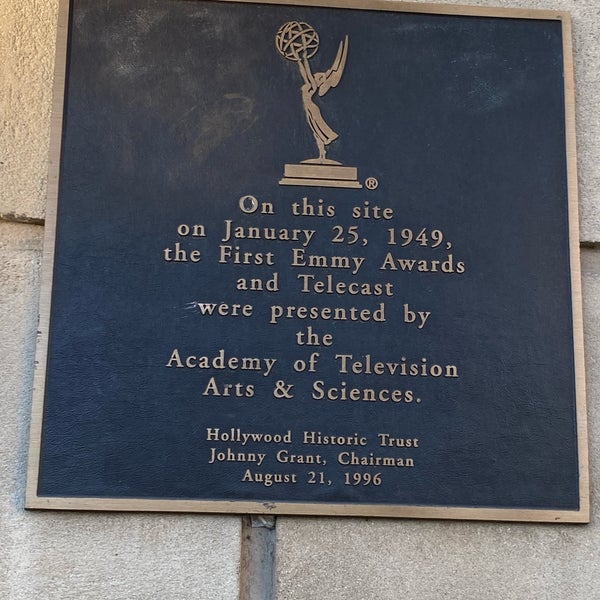 ®
On this site
on January 25, 1949,
the First Emmy Awards
and Telecast
were presented by
the
Academy of Television
Arts & Sciences.
Hollywood Historic Trust
Johnny Grant, Chairman
August 21, 1996